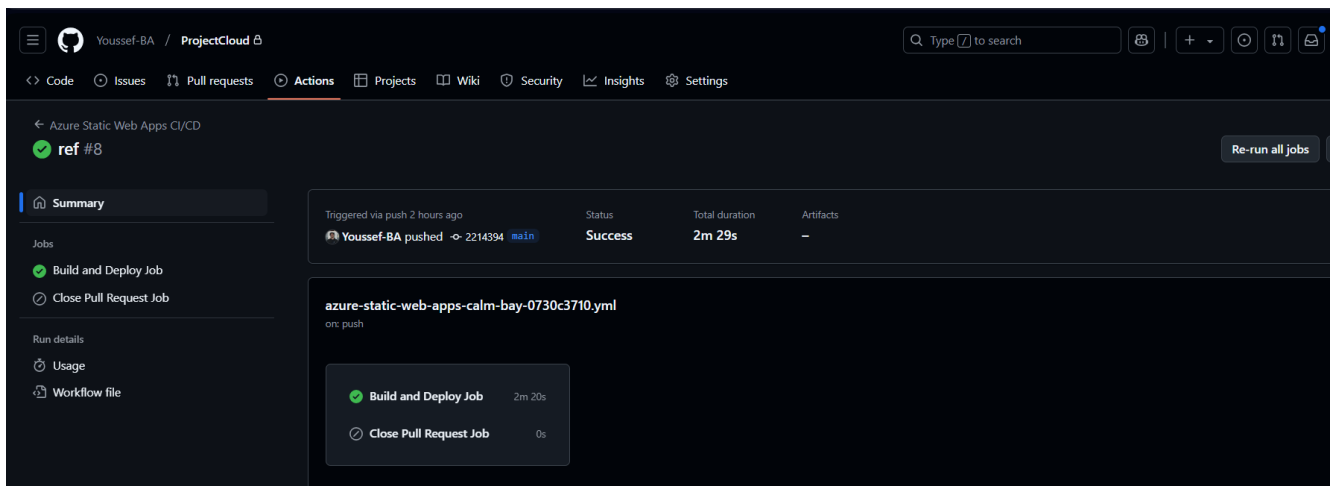 Youssef-BA / ProjectCloud
Type / to search
Code Issues Pull requests Actions Projects Wiki Security Insights Settings
Azure Static Web Apps CI/CD
ref #8
Re-run all jobs
Summary
Jobs
Build and Deploy Job
Close Pull Request Job
Run details
Usage
Workflow file
Triggered via push 2 hours ago
Youssef-BA pushed 2214394 main
Status
Success
Total duration
2m 29s
Artifacts
–
azure-static-web-apps-calm-bay-0730c3710.yml
on: push
Build and Deploy Job 2m 20s
Close Pull Request Job 0s